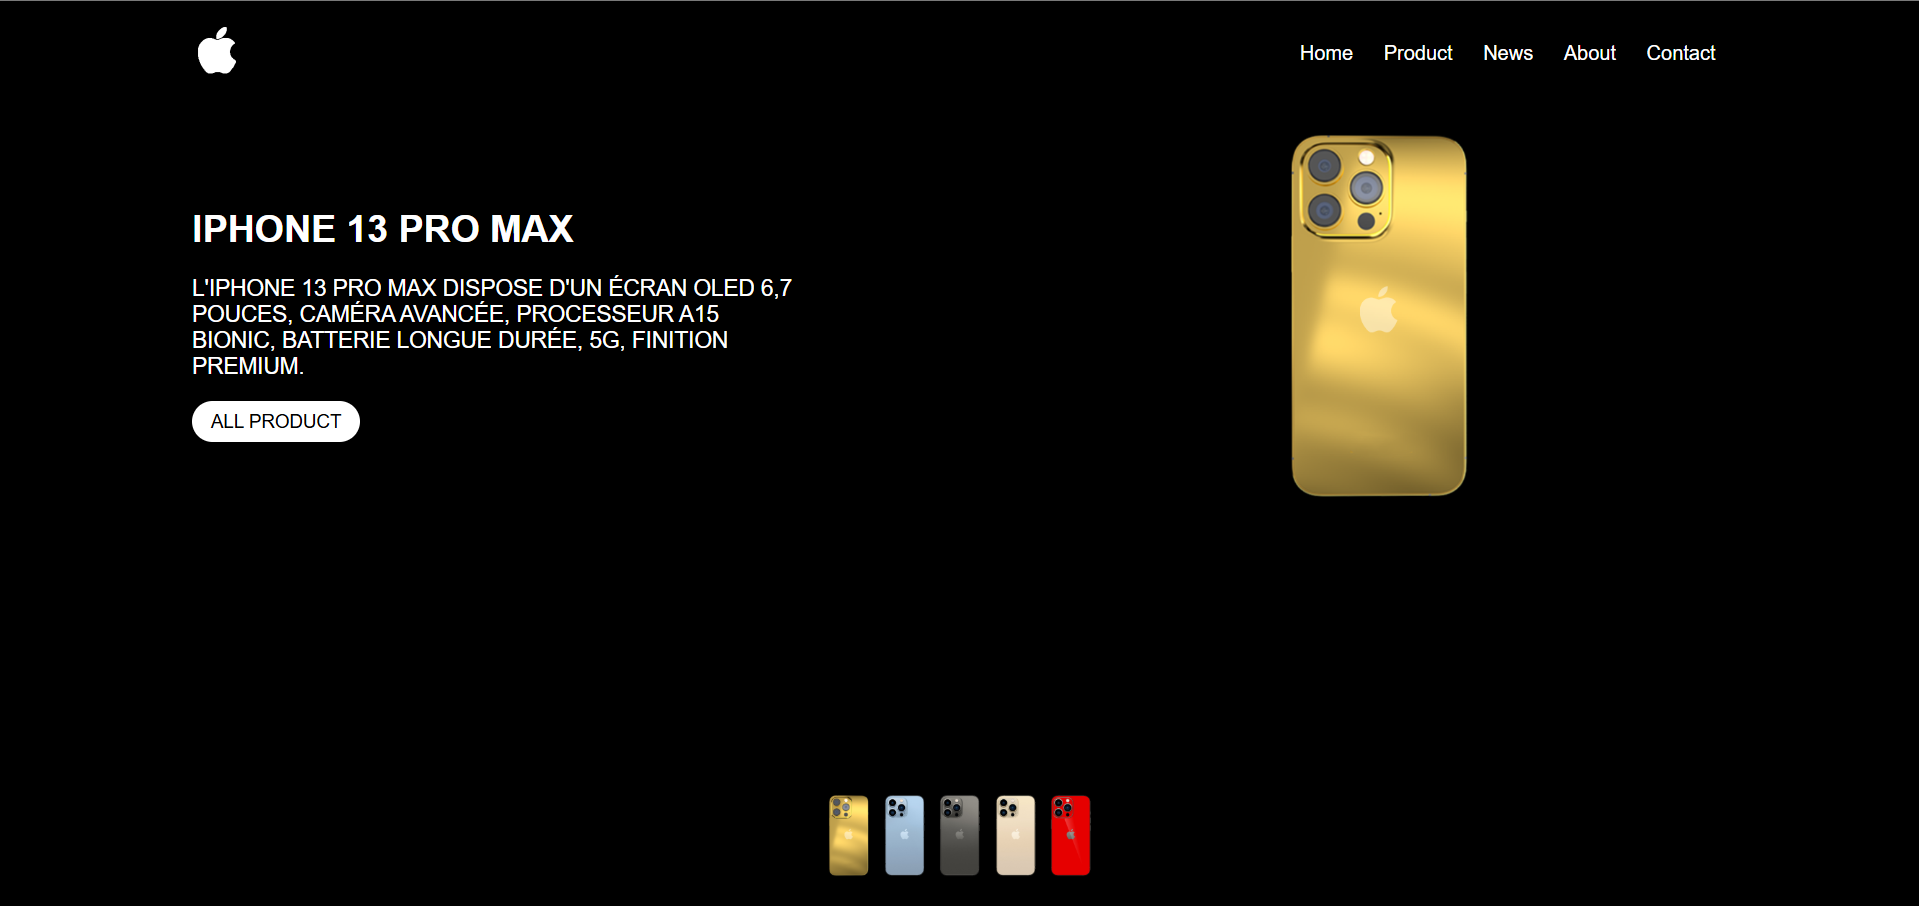 Home Product News About Contact
IPHONE 13 PRO MAX
L'IPHONE 13 PRO MAX DISPOSE D'UN ÉCRAN OLED 6,7
POUCES, CAMÉRA AVANCÉE, PROCESSEUR A15
BIONIC, BATTERIE LONGUE DURÉE, 5G, FINITION
PREMIUM.
ALL PRODUCT